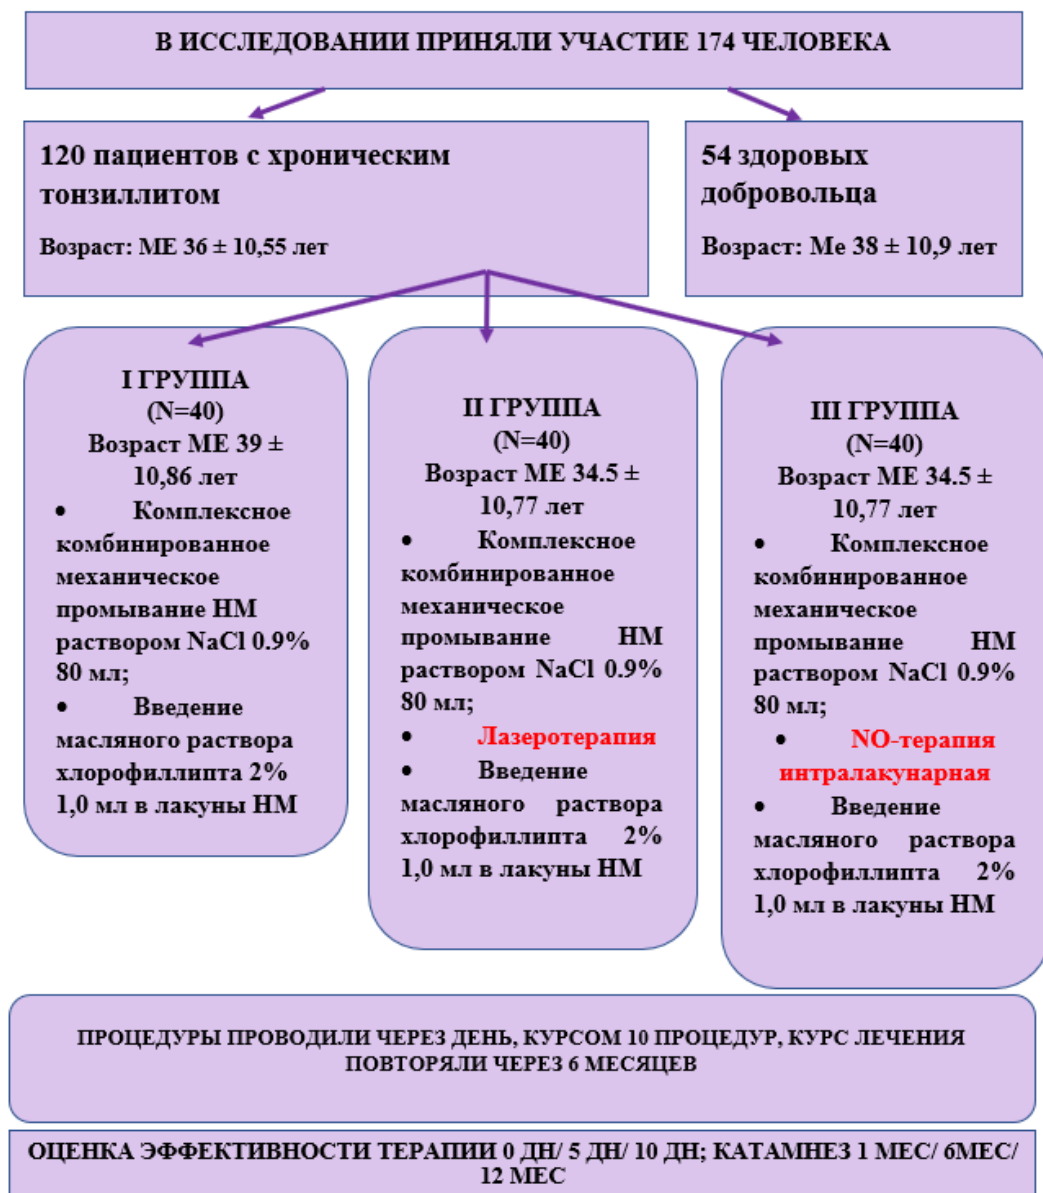 В ИССЛЕДОВАНИИ ПРИНЯЛИ УЧАСТИЕ 174 ЧЕЛОВЕКА
120 пациентов с хроническим
тонзиллитом
Возраст: МЕ 36 ± 10,55 лет
54 здоровых
добровольца
Возраст: Ме 38 ± 10,9 лет
I ГРУППА
(N=40)
Возраст МЕ 39 ±
10,86 лет
• Комплексное
комбинированное
механическое
промывание НМ
раствором NaCl 0.9%
80 мл;
• Введение
масляного раствора
хлорофиллипта 2%
1,0 мл в лакуны НМ
II ГРУППА
(N=40)
Возраст МЕ 34.5 ±
10,77 лет
• Комплексное
комбинированное
механическое
промывание НМ
раствором NaCl 0.9%
80 мл;
• Лазеротерапия
• Введение
масляного раствора
хлорофиллипта 2%
1,0 мл в лакуны НМ
III ГРУППА
(N=40)
Возраст МЕ 34.5 ±
10,77 лет
• Комплексное
комбинированное
механическое
промывание НМ
раствором NaCl 0.9%
80 мл;
• NO-терапия
интралакунарная
• Введение
масляного раствора
хлорофиллипта 2%
1,0 мл в лакуны НМ
ПРОЦЕДУРЫ ПРОВОДИЛИ ЧЕРЕЗ ДЕНЬ, КУРСОМ 10 ПРОЦЕДУР, КУРС ЛЕЧЕНИЯ
ПОВТОРЯЛИ ЧЕРЕЗ 6 МЕСЯЦЕВ
ОЦЕНКА ЭФФЕКТИВНОСТИ ТЕРАПИИ 0 ДН/ 5 ДН/ 10 ДН; КАТАМНЕЗ 1 МЕС/ 6МЕС/
12 МЕС